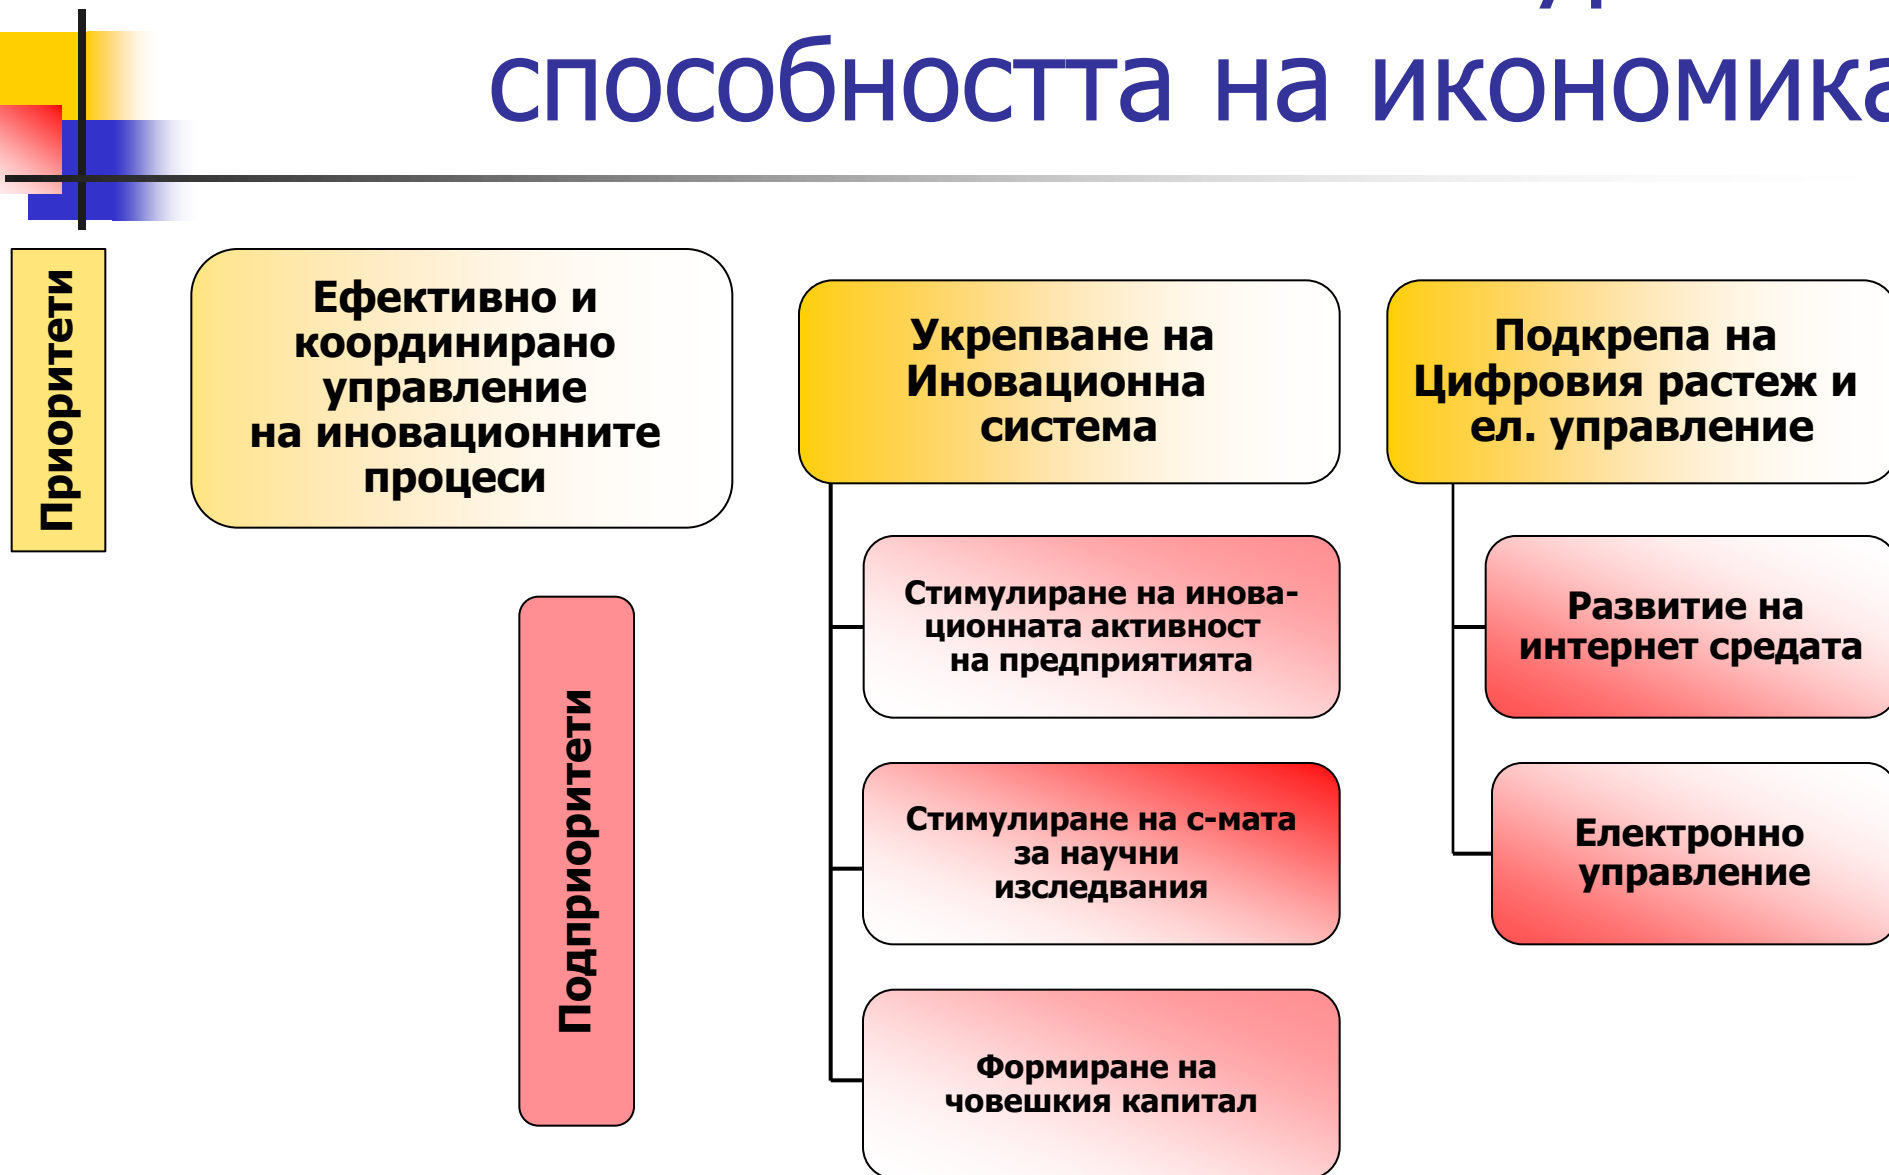 способността на икономика
Приоритети
Ефективно и
координирано
управление
на иновационните
процеси
Укрепване на
Иновационна
система
Подкрепа на
Цифровия растеж и
ел. управление
Подприоритети
Стимулиране на инова-
ционната активност
на предприятията
Стимулиране на с-мата
за научни
изследвания
Формиране на
човешкия капитал
Развитие на
интернет средата
Електронно
управление